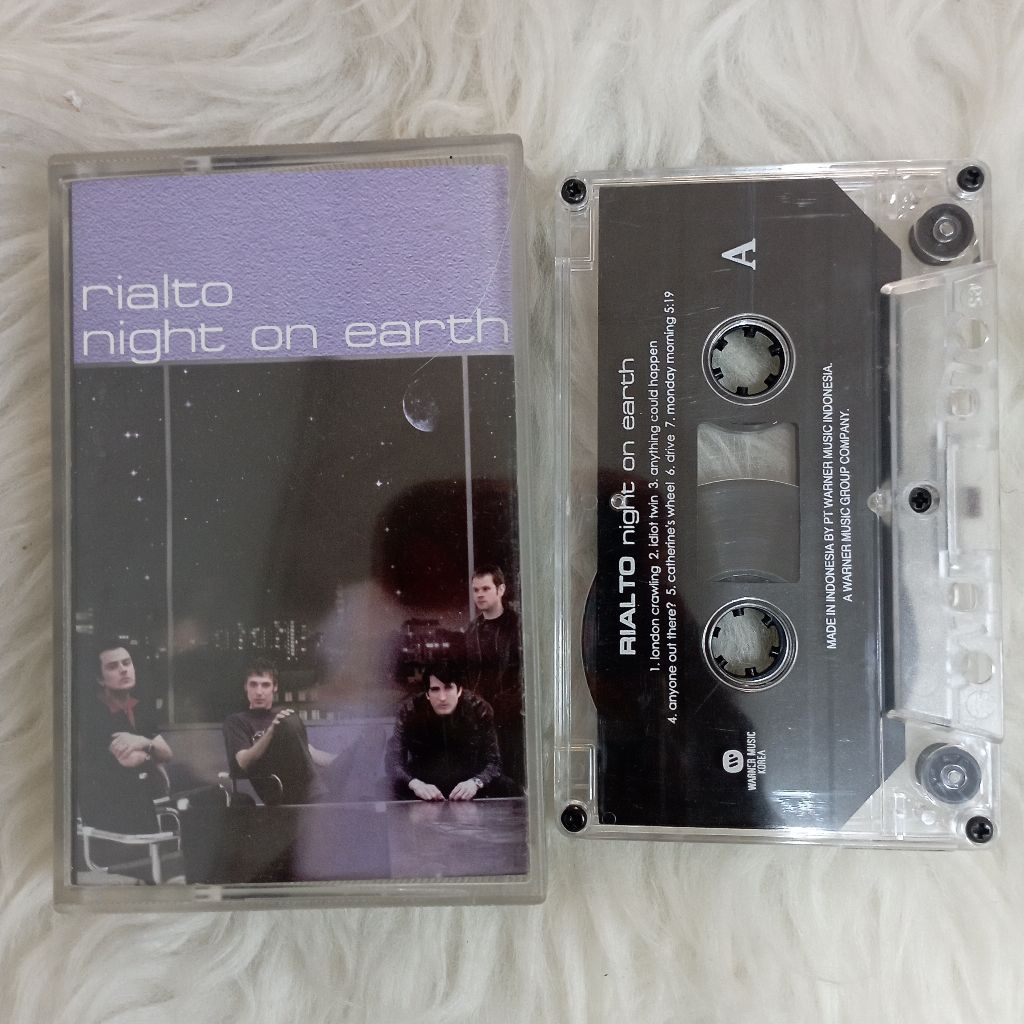 rialto
night on earth
A
RIALTO night on earth
1. london crawling 2. idiot twin 3. anything could happen
4. anyone out there? 5. catherine's wheel 6. drive 7. monday morning 5:19
MADE IN INDONESIA BY PT WARNER MUSIC INDONESIA.
A WARNER MUSIC GROUP COMPANY.
WARNER MUSIC
KOREA